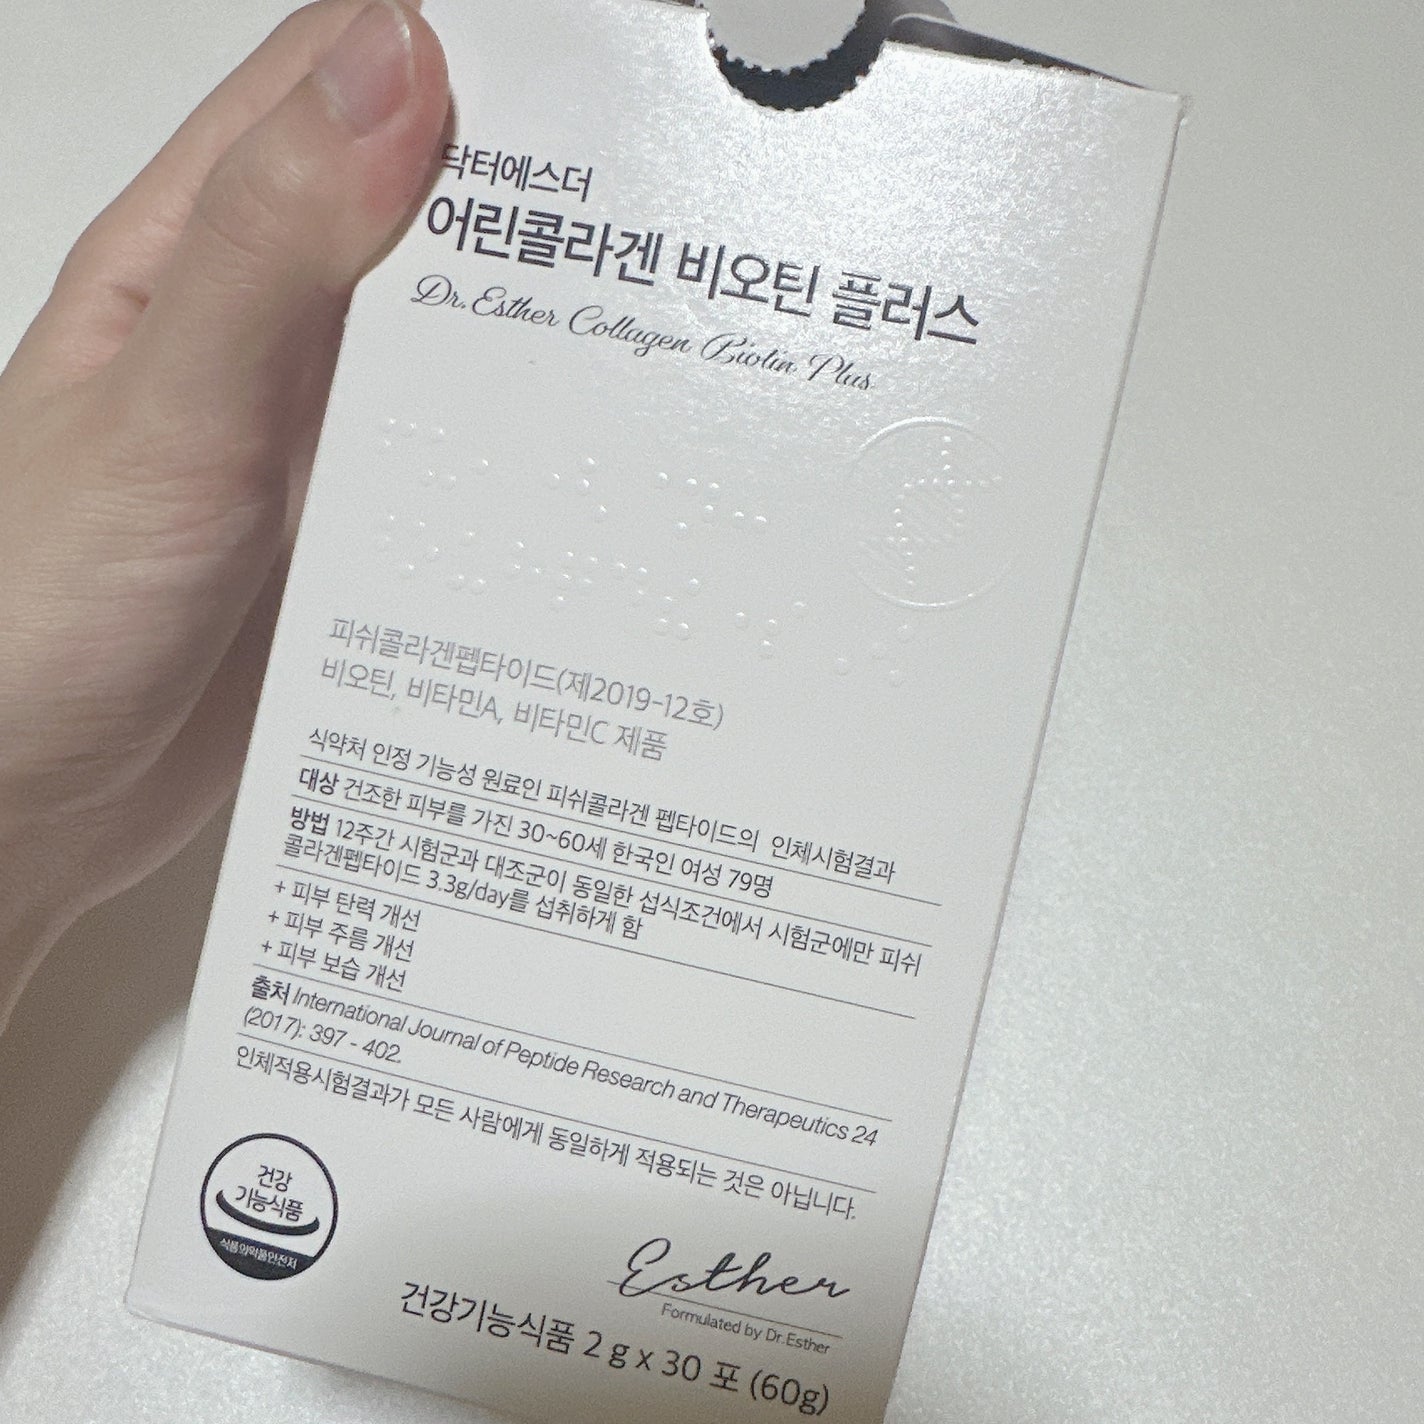 닥터에스더
어린콜라겐 비오틴 플러스
Dr. Esther Collagen Biotin Plus
피쉬콜라겐펩타이드(제2019-12호)
비오틴, 비타민A, 비타민C 제품
식약처 인정 기능성 원료인 피쉬콜라겐 펩타이드의 인체시험결과
대상 건조한 피부를 가진 30~60세 한국인 여성 79명
방법 12주간 시험군과 대조군이 동일한 섭식조건에서 시험군에만 피쉬
콜라겐펩타이드 3.3g/day를 섭취하게 함
+ 피부 탄력 개선
+ 피부 주름 개선
+ 피부 보습 개선
출처 International Journal of Peptide Research and Therapeutics 24
(2017): 397 - 402.
인체적용시험결과가 모든 사람에게 동일하게 적용되는 것은 아닙니다.
건강
기능식품
식품의약품안전처
Esther
Formulated by Dr.Esther
건강기능식품 2 g x 30 포 (60g)